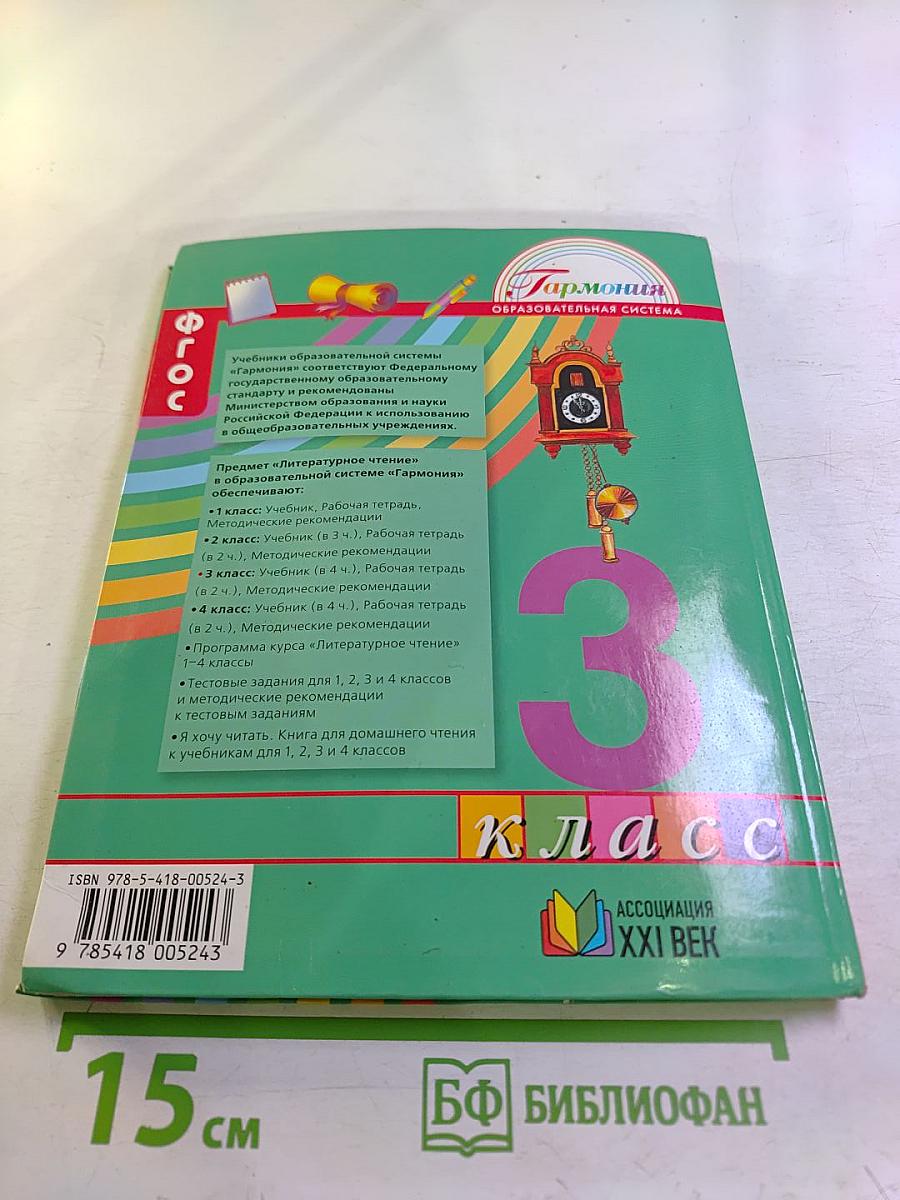 Гармония
ОБРАЗОВАТЕЛЬНАЯ СИСТЕМА
ФГОС
Учебники образовательной системы
«Гармония» соответствуют Федеральному
государственному образовательному
стандарту и рекомендованы
Министерством образования и науки
Российской Федерации к использованию
в общеобразовательных учреждениях.
Предмет «Литературное чтение»
в образовательной системе «Гармония»
обеспечивают:
• 1 класс: Учебник, Рабочая тетрадь,
Методические рекомендации
• 2 класс: Учебник (в 3 ч.), Рабочая тетрадь
(в 2 ч.), Методические рекомендации
• 3 класс: Учебник (в 4 ч.), Рабочая тетрадь
(в 2 ч.), Методические рекомендации
• 4 класс: Учебник (в 4 ч.), Рабочая тетрадь
(в 2 ч.), Методические рекомендации
• Программа курса «Литературное чтение»
1–4 классы
• Тестовые задания для 1, 2, 3 и 4 классов
и методические рекомендации
к тестовым заданиям
• Я хочу читать. Книга для домашнего чтения
к учебникам для 1, 2, 3 и 4 классов
3
класс
ISBN 978-5-418-00524-3
9 785418 005243
АССОЦИАЦИЯ
XXI ВЕК
15 см
БФ БИБЛИОФАН